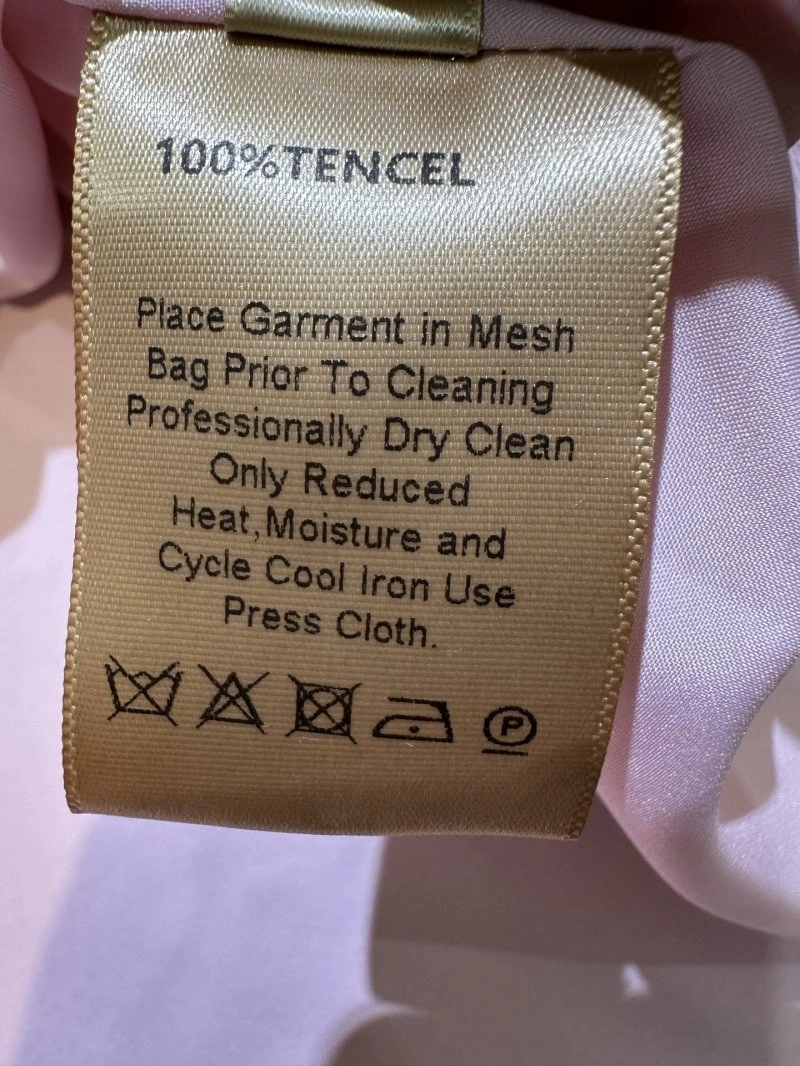 100%TENCEL
Place Garment in Mesh
Bag Prior To Cleaning
Professionally Dry Clean
Only Reduced
Heat,Moisture and
Cycle Cool Iron Use
Press Cloth.
P